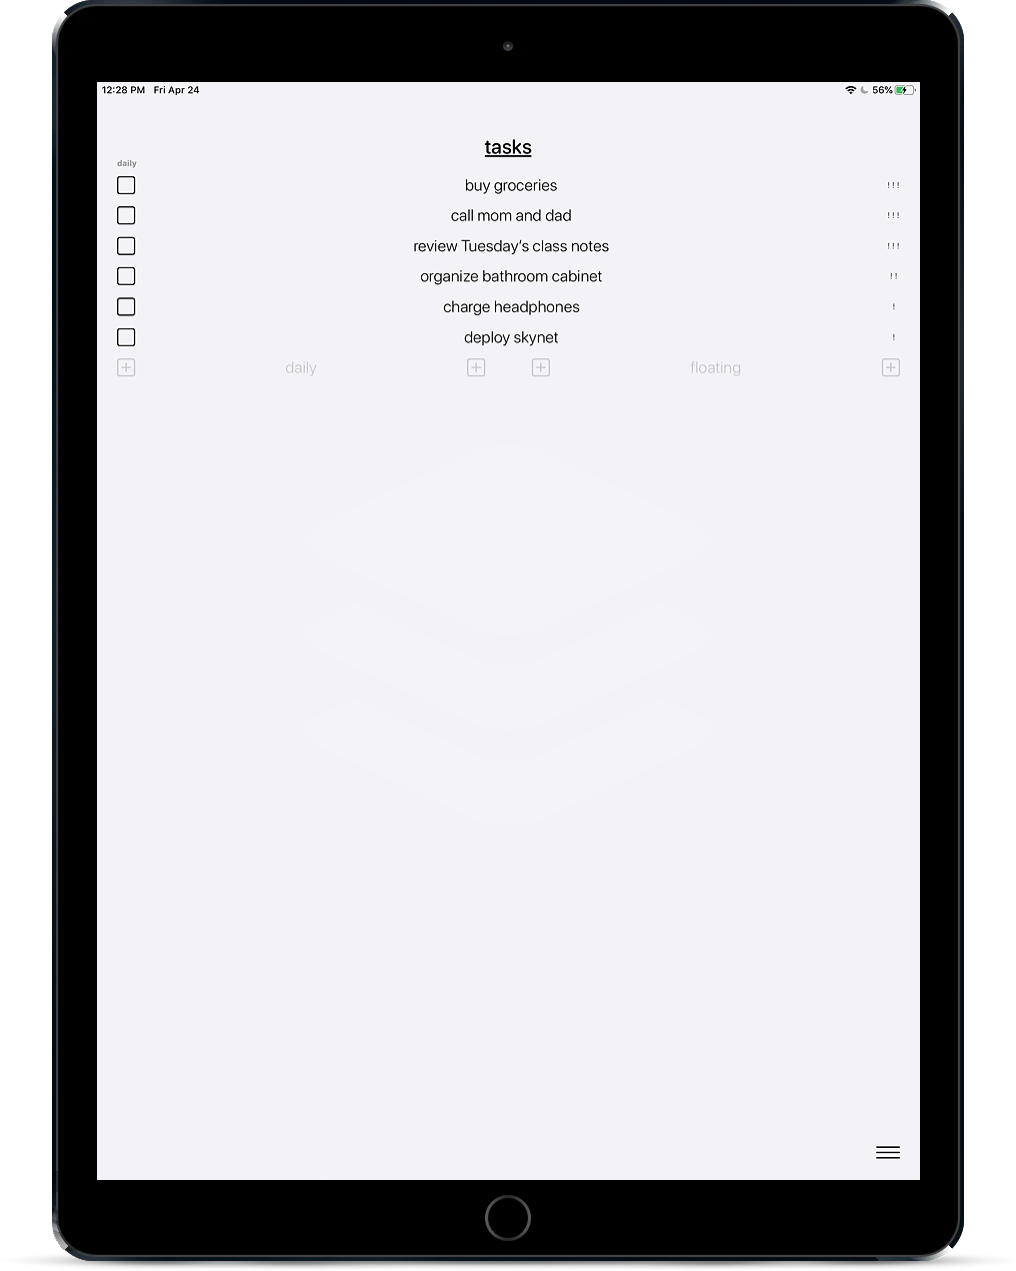 12:28 PM Fri Apr 24 56%
tasks
daily
buy groceries !!!
call mom and dad !!!
review Tuesday’s class notes !!!
organize bathroom cabinet !!
charge headphones !
deploy skynet !
daily floating